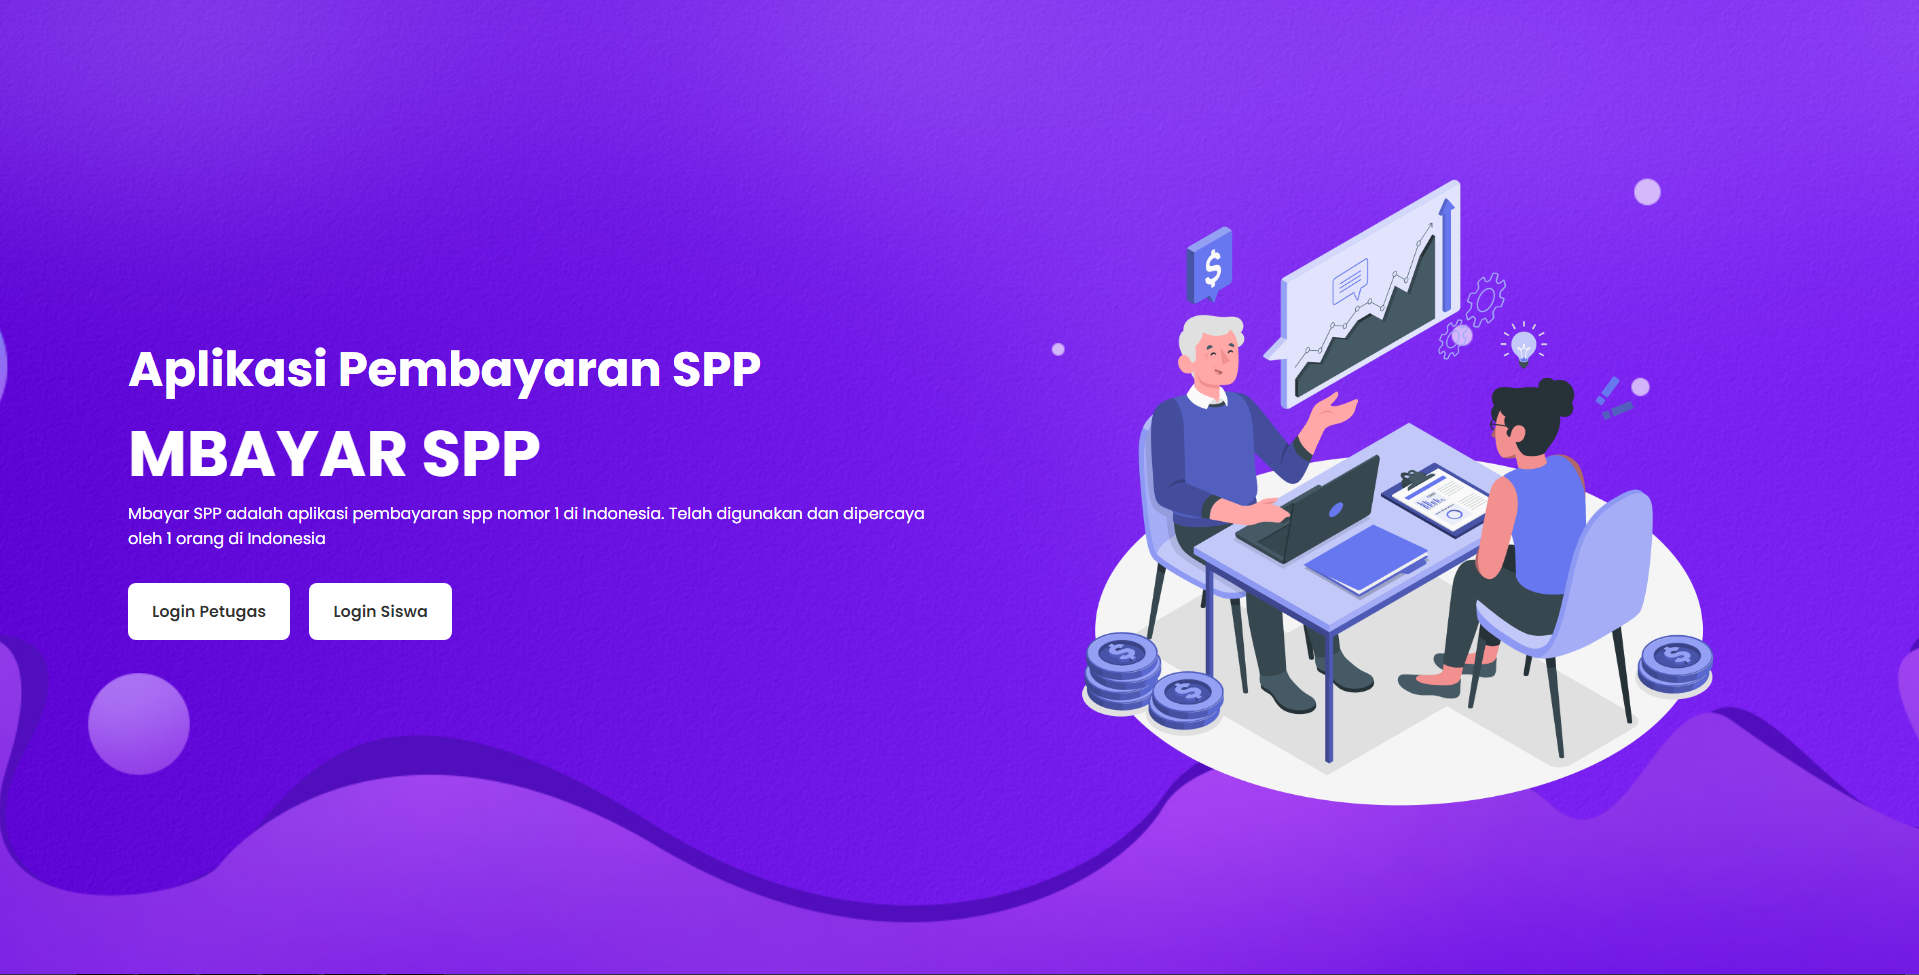 Aplikasi Pembayaran SPP
MBAYAR SPP
Mbayar SPP adalah aplikasi pembayaran spp nomor 1 di Indonesia. Telah digunakan dan dipercaya
oleh 1 orang di Indonesia
Login Petugas
Login Siswa
$
$
$
$